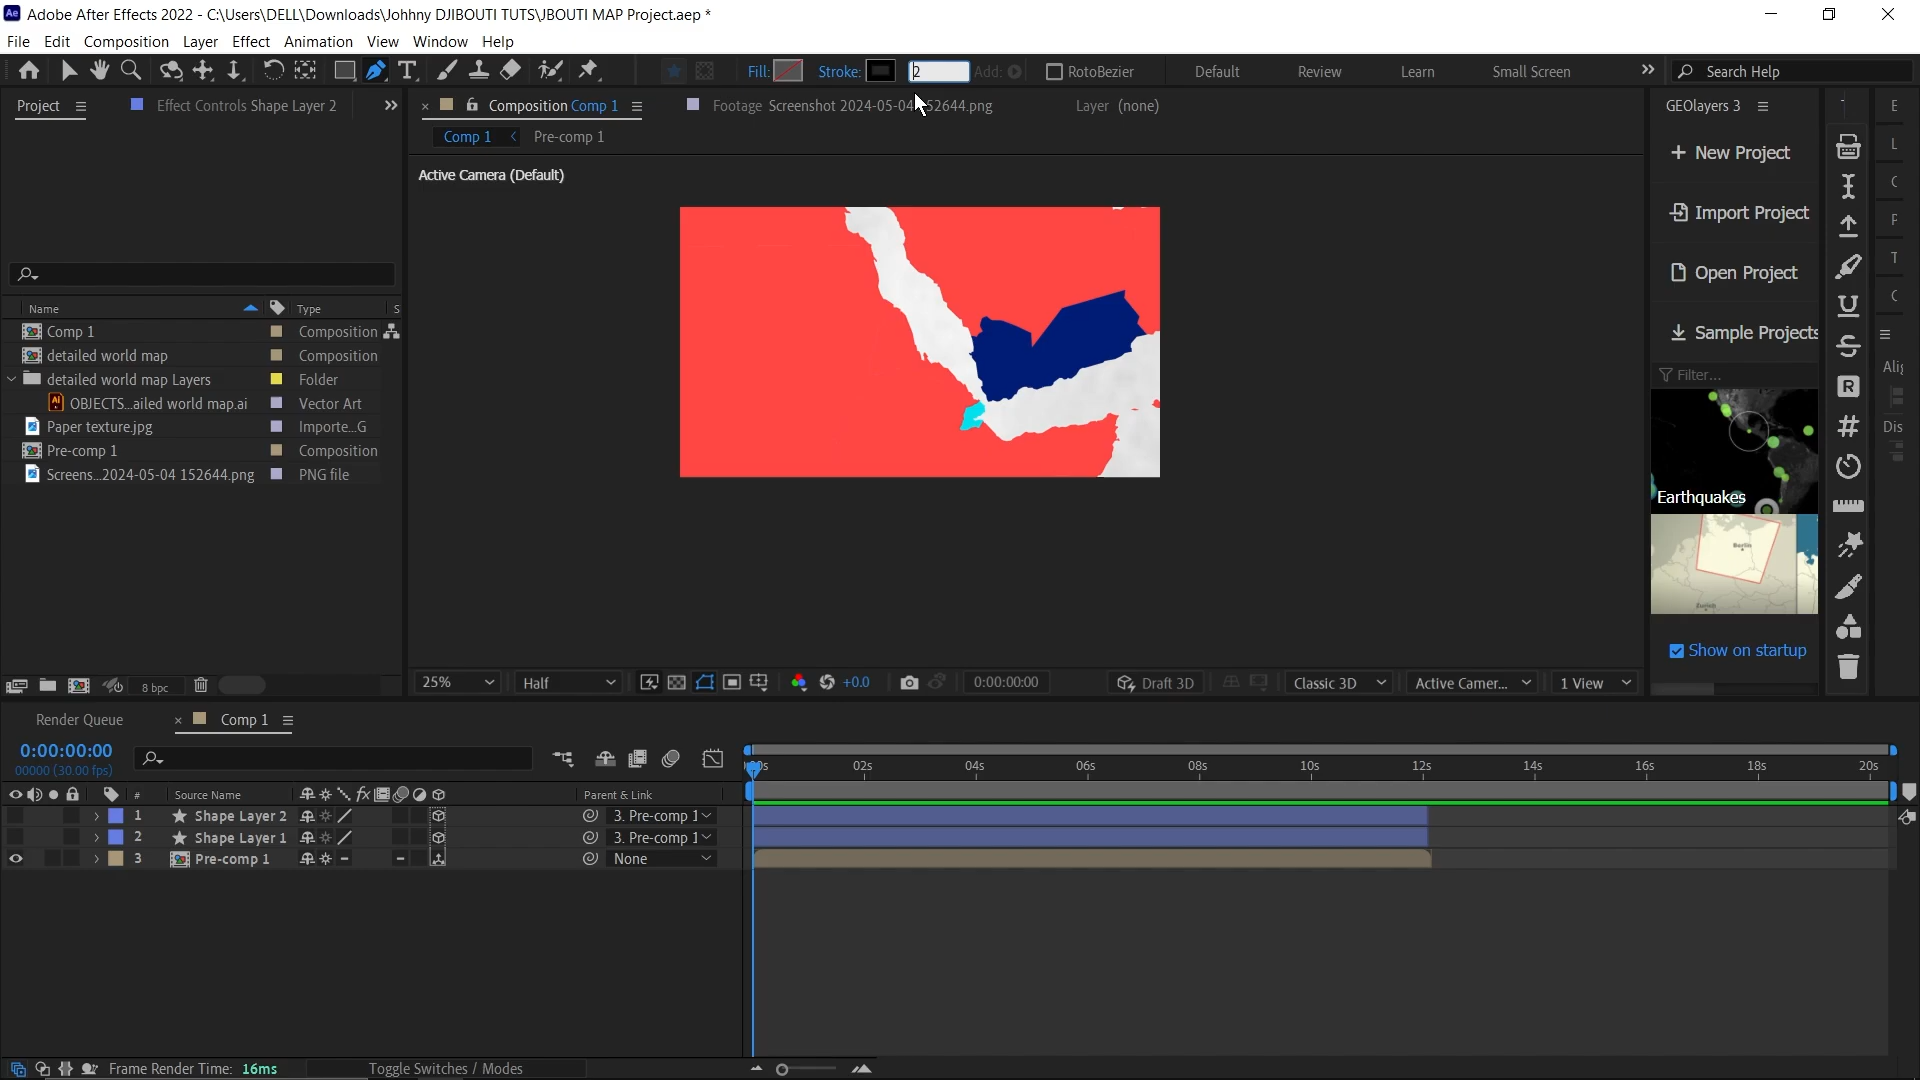 Adobe After Effects 2022 - C:\Users\DELL\Downloads\Johhny DJIBOUTI TUTS\JBOUTI MAP Project.aep *
File Edit Composition Layer Effect Animation View Window Help
Fill: Stroke: 2 Add: RotoBezier Default Review Learn Small Screen Search Help
Project Effect Controls Shape Layer 2
Composition Comp 1 Footage Screenshot 2024-05-04 152644.png Layer (none)
Comp 1 Pre-comp 1
Active Camera (Default)
Name Type S
Comp 1 Composition
detailed world map Composition
detailed world map Layers Folder
OBJECTS...ailed world map.ai Vector Art
Paper texture.jpg Importe...G
Pre-comp 1 Composition
Screens...2024-05-04 152644.png PNG file
8 bpc
25% Half +0.0 0:00:00:00 Draft 3D Classic 3D Active Camer... 1 View
GEOlayers 3
+ New Project
Import Project
Open Project
Sample Projects
Filter...
Earthquakes
Berlin
Show on startup
E
L
C
P
T
C
Alig
Dis
Render Queue Comp 1
0:00:00:00
00000 (30.00 fps)
02s 04s 06s 08s 10s 12s 14s 16s 18s 20s
# Source Name fx Parent & Link
1 Shape Layer 2 3. Pre-comp 1
2 Shape Layer 1 3. Pre-comp 1
3 Pre-comp 1 None
Frame Render Time: 16ms Toggle Switches / Modes